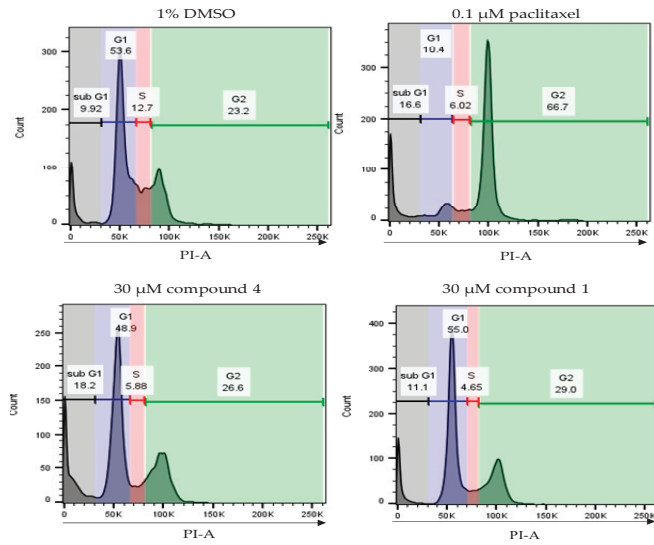 1% DMSO
300
200
100
0
Count
G1
53.6
sub G1
9.92
S
12.7
G2
23.2
0 50K 100K 150K 200K 250K
PI-A
0.1 µM paclitaxel
300
200
100
0
Count
G1
10.4
sub G1
16.6
S
6.02
G2
66.7
0 50K 100K 150K 200K 250K
PI-A
30 µM compound 4
250
200
150
100
50
0
Count
G1
48.9
sub G1
18.2
S
5.88
G2
26.6
0 50K 100K 150K 200K 250K
PI-A
30 µM compound 1
400
300
200
100
0
Count
G1
55.0
sub G1
11.1
S
4.65
G2
29.0
0 50K 100K 150K 200K 250K
PI-A